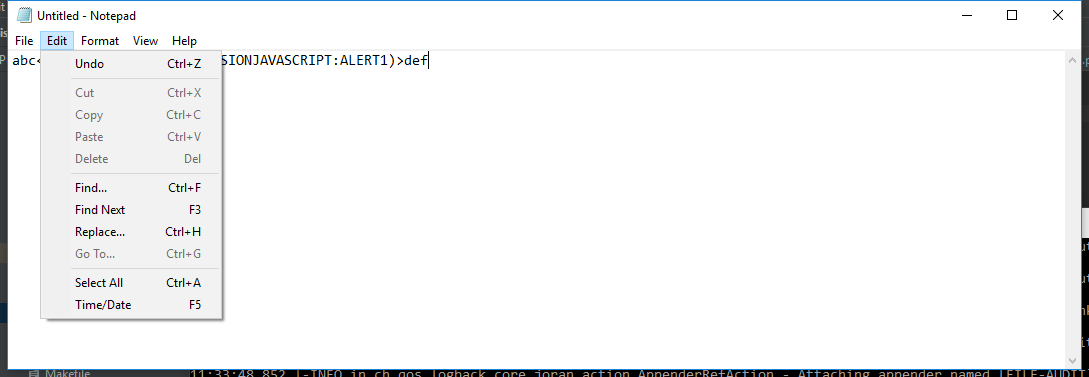 Untitled - Notepad
File Edit Format View Help
abc< SIONJAVASCRIPT:ALERT1)>def
Undo Ctrl+Z
Cut Ctrl+X
Copy Ctrl+C
Paste Ctrl+V
Delete Del
Find... Ctrl+F
Find Next F3
Replace... Ctrl+H
Go To... Ctrl+G
Select All Ctrl+A
Time/Date F5
Makefile
11:33:48,852 |-INFO in ch.qos.logback.core.joran.action.AppenderRefAction - Attaching appender named [FILE-AUDIT